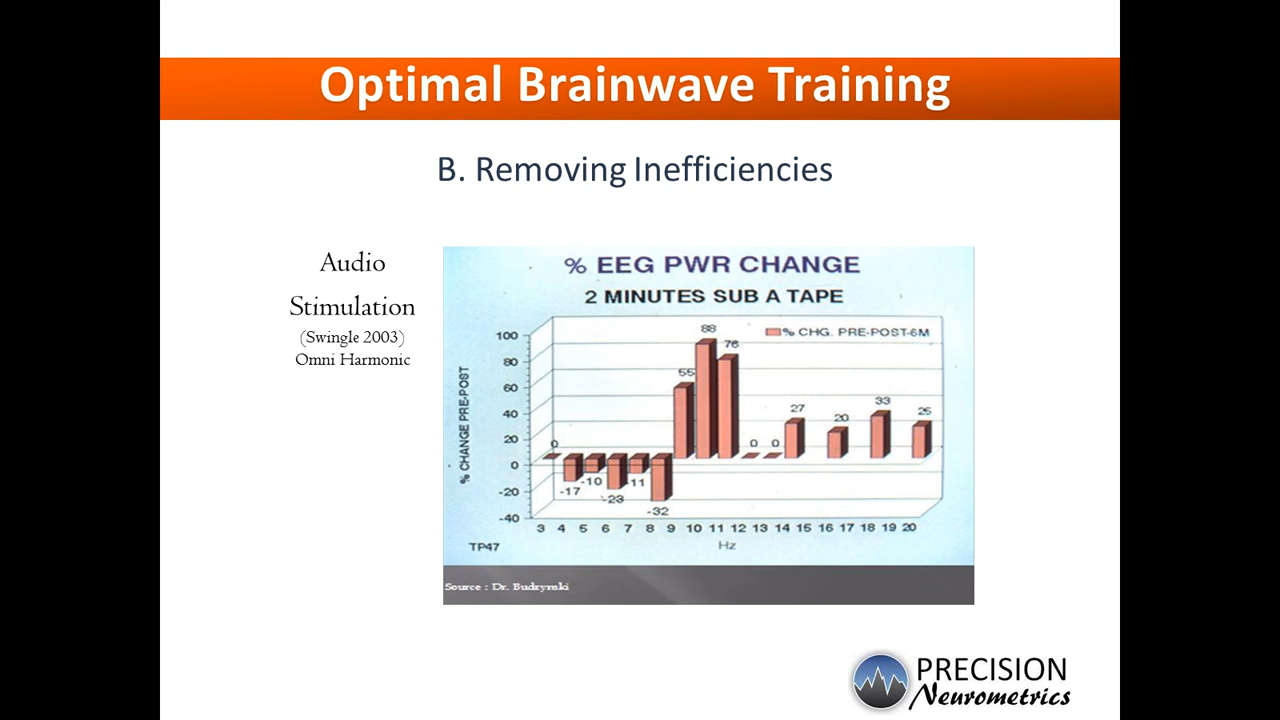 Optimal Brainwave Training
B. Removing Inefficiencies
Audio
Stimulation
(Swingle 2003)
Omni Harmonic
% EEG PWR CHANGE
2 MINUTES SUB A TAPE
% CHG. PRE-POST-6M
% CHANGE PRE-POST
100
80
60
40
20
0
-20
-40
0
-17
-10
-23
-11
-32
55
88
76
0
0
27
20
33
25
3 4 5 6 7 8 9 10 11 12 13 14 15 16 17 18 19 20
Hz
TP47
Source : Dr. Budzynski
PRECISION
Neurometrics